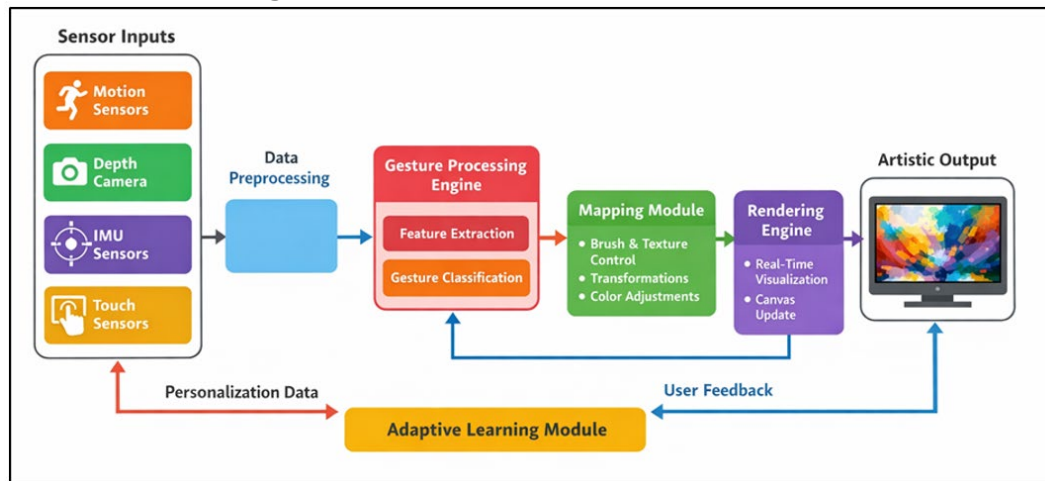 Sensor Inputs
Motion
Sensors
Depth
Camera
IMU
Sensors
Touch
Sensors
Data
Preprocessing
Gesture Processing
Engine
Feature Extraction
Gesture Classification
Mapping Module
• Brush & Texture
Control
• Transformations
• Color Adjustments
Rendering
Engine
• Real-Time
Visualization
• Canvas
Update
Artistic Output
Personalization Data
User Feedback
Adaptive Learning Module